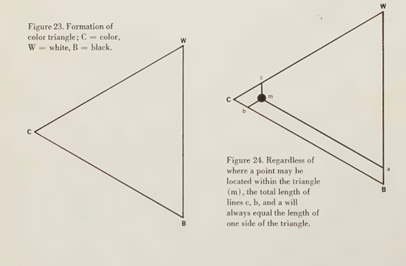 Figure 23. Formation of
color triangle; C = color,
W = white, B = black.
W
C
B
W
c
C
m
b
a
B
Figure 24. Regardless of
where a point may be
located within the triangle
(m), the total length of
lines c, b, and a will
always equal the length of
one side of the triangle.